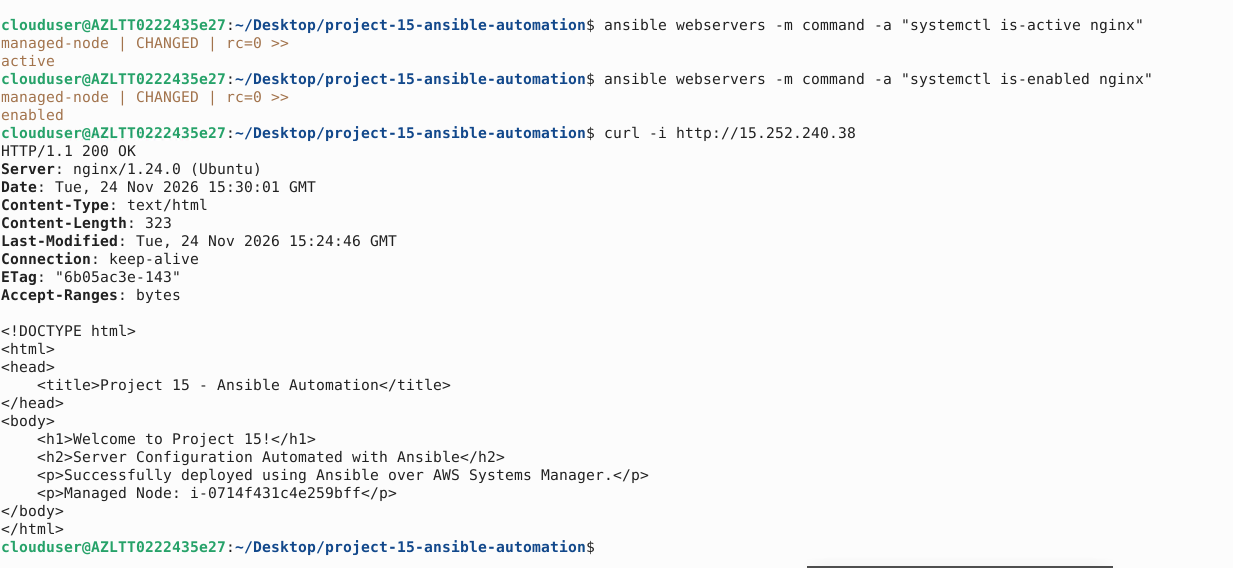 clouduser@AZLTT0222435e27:~/Desktop/project-15-ansible-automation$ ansible webservers -m command -a "systemctl is-active nginx"
managed-node | CHANGED | rc=0 >>
active
clouduser@AZLTT0222435e27:~/Desktop/project-15-ansible-automation$ ansible webservers -m command -a "systemctl is-enabled nginx"
managed-node | CHANGED | rc=0 >>
enabled
clouduser@AZLTT0222435e27:~/Desktop/project-15-ansible-automation$ curl -i http://15.252.240.38
HTTP/1.1 200 OK
Server: nginx/1.24.0 (Ubuntu)
Date: Tue, 24 Nov 2026 15:30:01 GMT
Content-Type: text/html
Content-Length: 323
Last-Modified: Tue, 24 Nov 2026 15:24:46 GMT
Connection: keep-alive
ETag: "6b05ac3e-143"
Accept-Ranges: bytes

<!DOCTYPE html>
<html>
<head>
    <title>Project 15 - Ansible Automation</title>
</head>
<body>
    <h1>Welcome to Project 15!</h1>
    <h2>Server Configuration Automated with Ansible</h2>
    <p>Successfully deployed using Ansible over AWS Systems Manager.</p>
    <p>Managed Node: i-0714f431c4e259bff</p>
</body>
</html>
clouduser@AZLTT0222435e27:~/Desktop/project-15-ansible-automation$